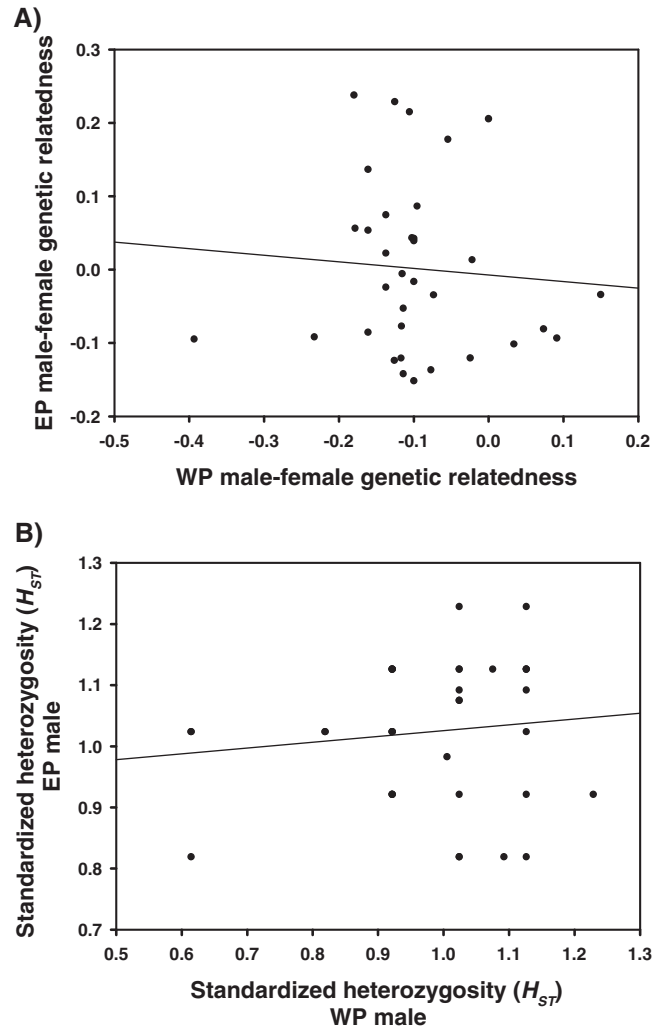 A)
EP male-female genetic relatedness
0.3
0.2
0.1
0.0
-0.1
-0.2
-0.5 -0.4 -0.3 -0.2 -0.1 0.0 0.1 0.2
WP male-female genetic relatedness
B)
Standardized heterozygosity (HST)
EP male
1.3
1.2
1.1
1.0
0.9
0.8
0.7
0.5 0.6 0.7 0.8 0.9 1.0 1.1 1.2 1.3
Standardized heterozygosity (HST)
WP male